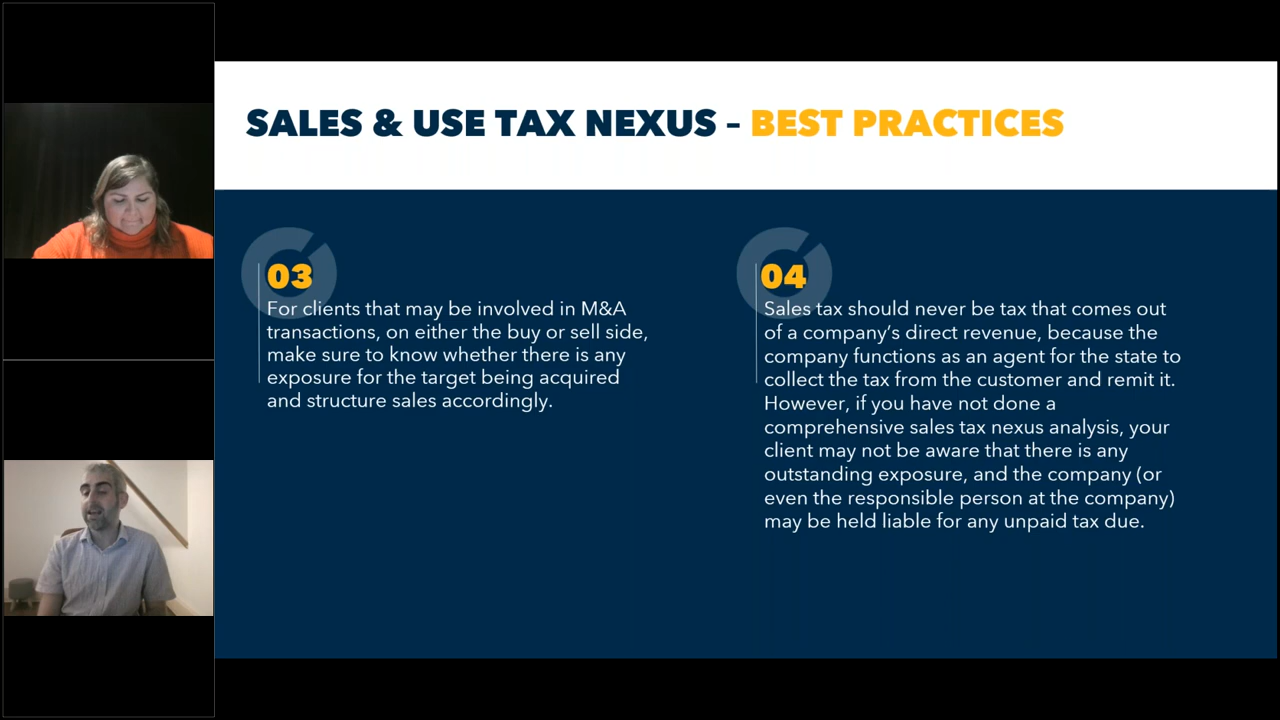 SALES & USE TAX NEXUS – BEST PRACTICES
03
For clients that may be involved in M&A
transactions, on either the buy or sell side,
make sure to know whether there is any
exposure for the target being acquired
and structure sales accordingly.
04
Sales tax should never be tax that comes out
of a company’s direct revenue, because the
company functions as an agent for the state to
collect the tax from the customer and remit it.
However, if you have not done a
comprehensive sales tax nexus analysis, your
client may not be aware that there is any
outstanding exposure, and the company (or
even the responsible person at the company)
may be held liable for any unpaid tax due.